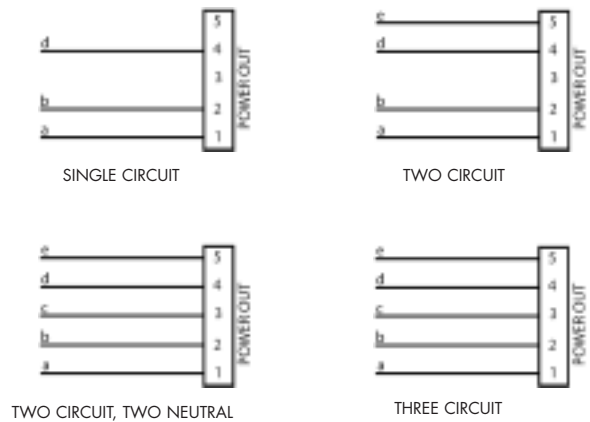 5
d 4
3
b 2
a 1
POWER OUT
SINGLE CIRCUIT
e 5
d 4
3
b 2
a 1
POWER OUT
TWO CIRCUIT
e 5
d 4
c 3
b 2
a 1
POWER OUT
TWO CIRCUIT, TWO NEUTRAL
e 5
d 4
c 3
b 2
a 1
POWER OUT
THREE CIRCUIT